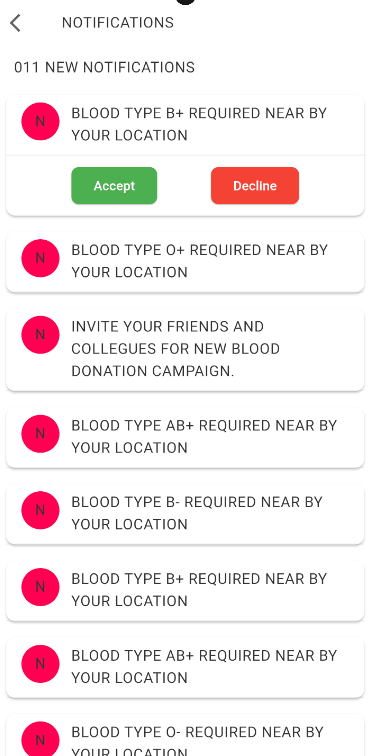 NOTIFICATIONS
011 NEW NOTIFICATIONS
N
BLOOD TYPE B+ REQUIRED NEAR BY
YOUR LOCATION
Accept
Decline
N
BLOOD TYPE O+ REQUIRED NEAR BY
YOUR LOCATION
N
INVITE YOUR FRIENDS AND
COLLEGUES FOR NEW BLOOD
DONATION CAMPAIGN.
N
BLOOD TYPE AB+ REQUIRED NEAR BY
YOUR LOCATION
N
BLOOD TYPE B- REQUIRED NEAR BY
YOUR LOCATION
N
BLOOD TYPE B+ REQUIRED NEAR BY
YOUR LOCATION
N
BLOOD TYPE AB+ REQUIRED NEAR BY
YOUR LOCATION
N
BLOOD TYPE O- REQUIRED NEAR BY
YOUR LOCATION